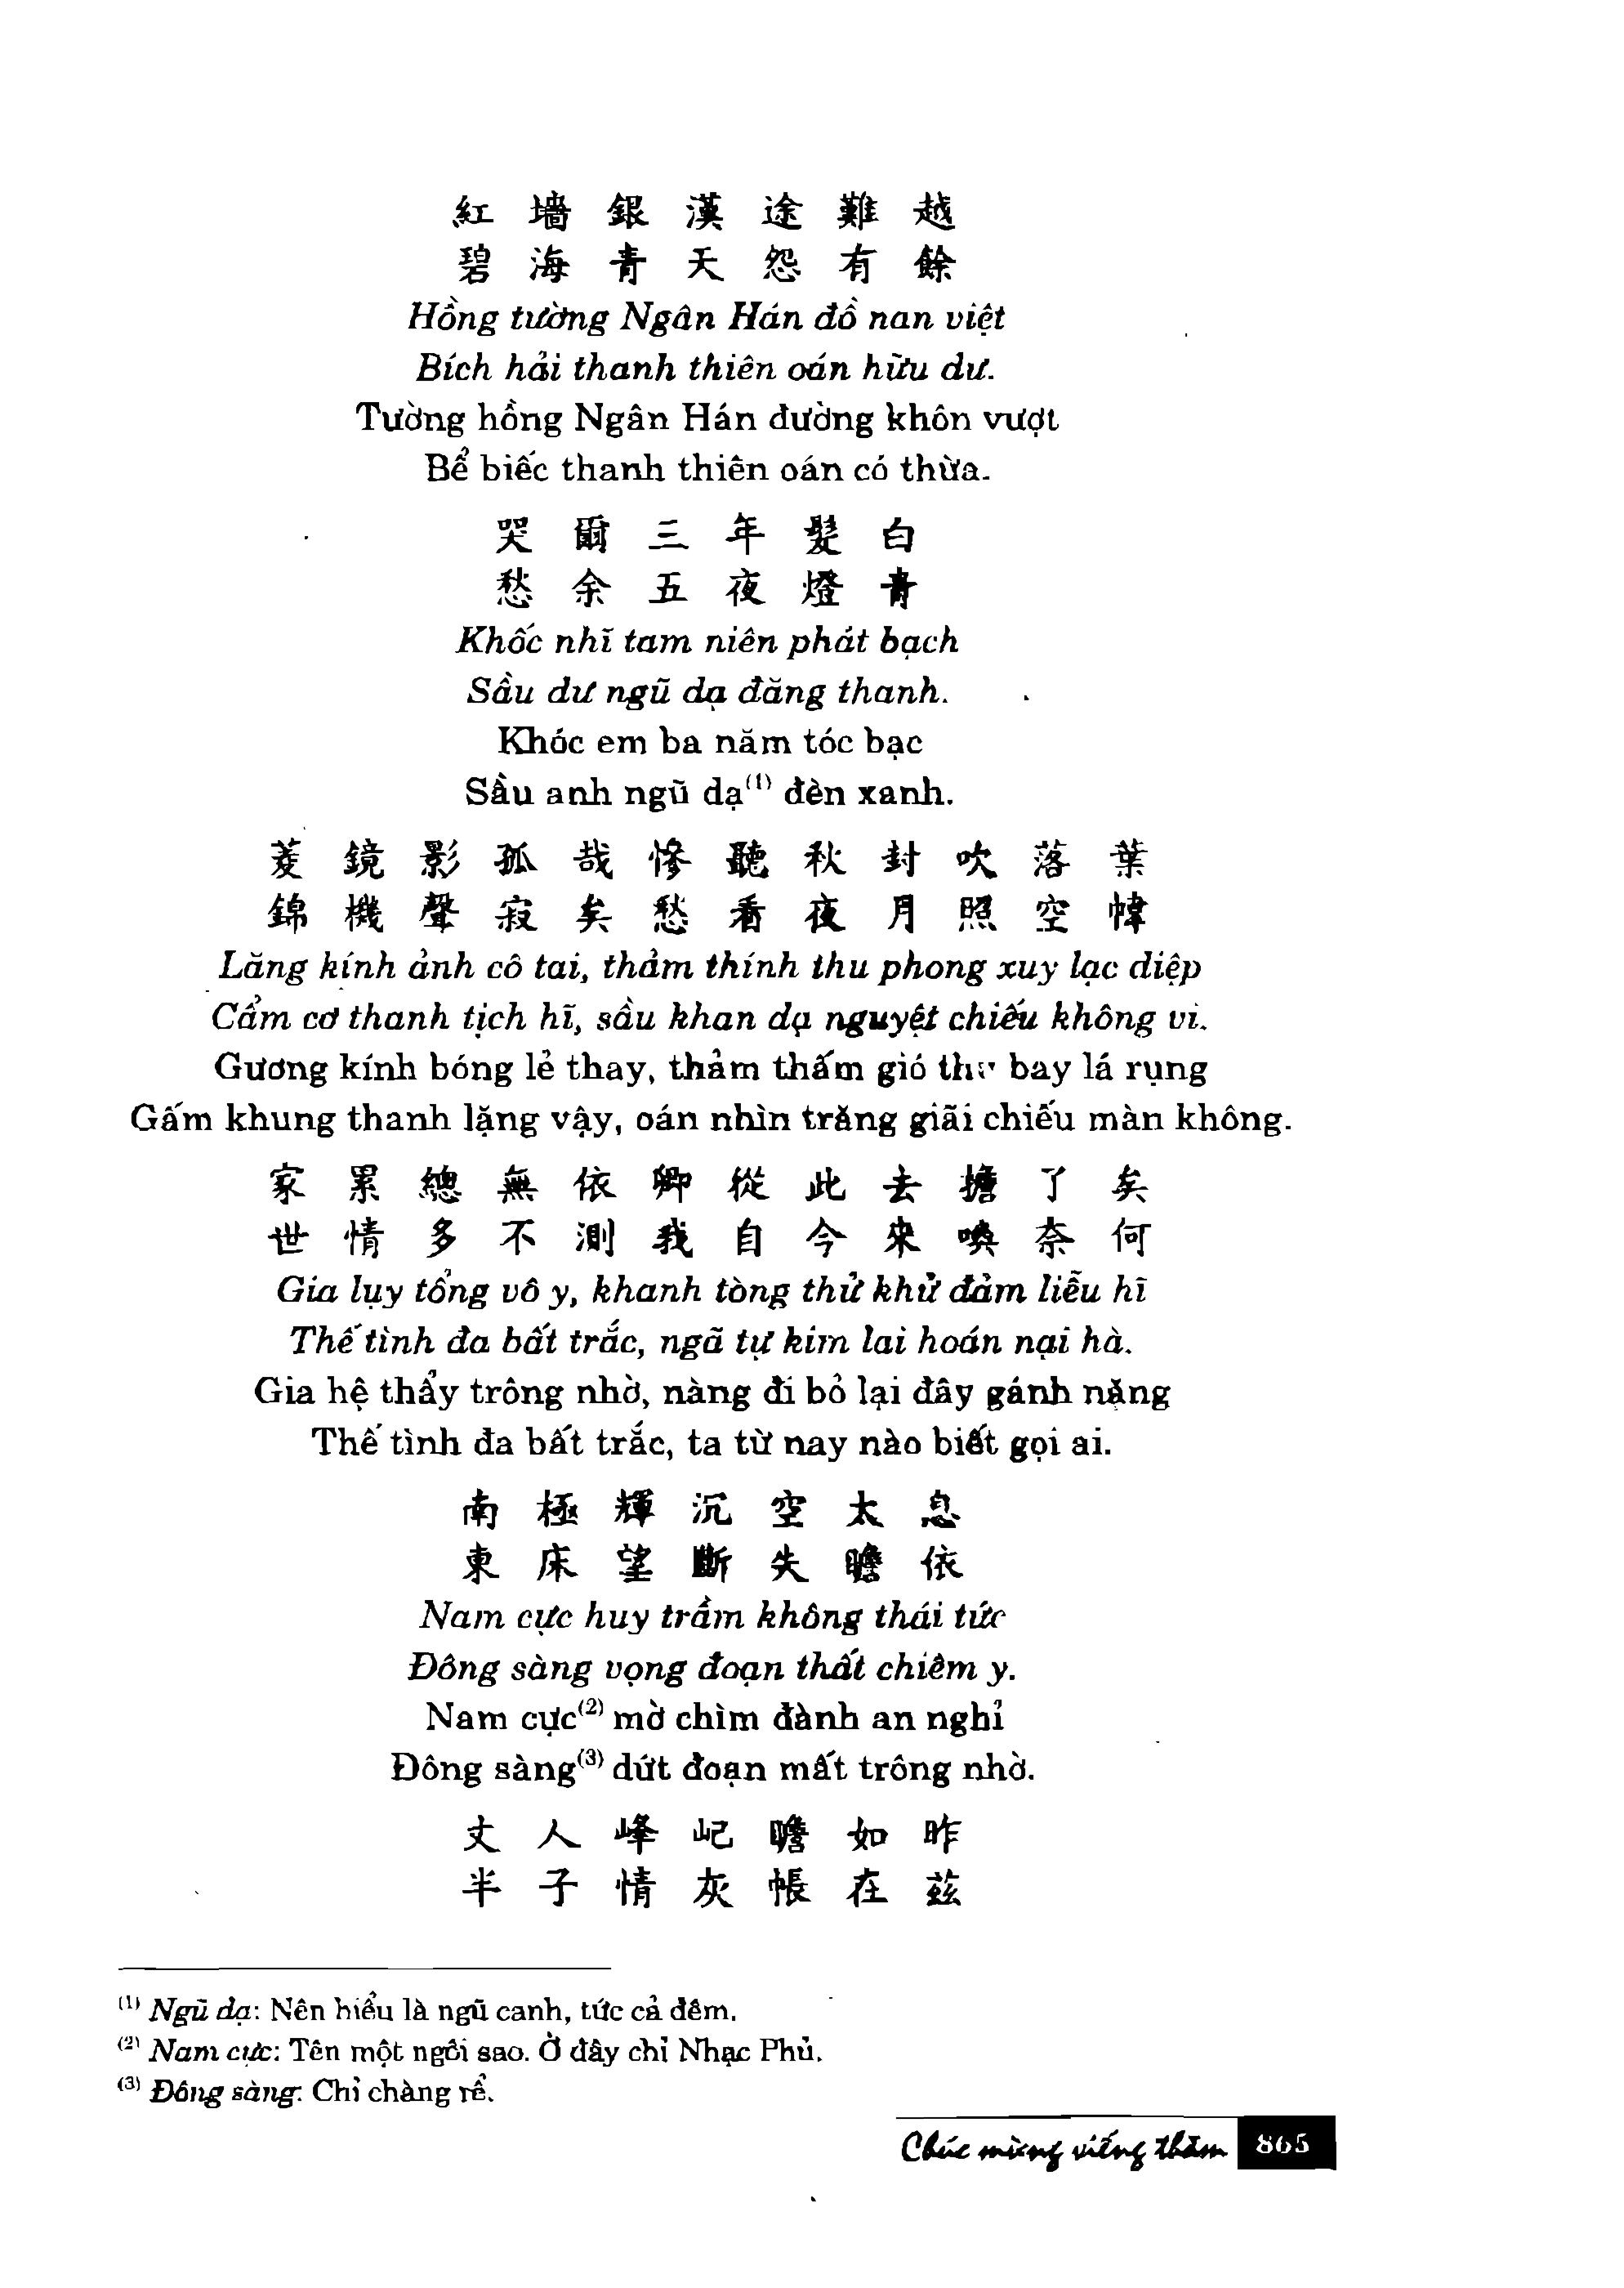 紅墙銀漢途難越
碧海青天怨有餘
Hồng tường Ngân Hán đồ nan việt
Bích hải thanh thiên oán hữu dư.
Tường hồng Ngân Hán đường khôn vượt
Bể biếc thanh thiên oán có thừa.
哭爾三年髮白
愁余五夜燈青
Khốc nhĩ tam niên phát bạch
Sầu dư ngũ dạ đăng thanh.
Khóc em ba năm tóc bạc
Sầu anh ngũ dạ(1) đèn xanh.
菱鏡影孤哉慘聽秋封吹落葉
錦機聲寂矣愁看夜月照空幃
Lăng kính ảnh cô tai, thảm thính thu phong xuy lạc diệp
Cẩm cơ thanh tịch hĩ, sầu khan dạ nguyệt chiếu không vi.
Gương kính bóng lẻ thay, thảm thấm gió thu bay lá rụng
Gấm khung thanh lặng vậy, oán nhìn trăng giãi chiếu màn không.
家累總無依卿從此去擔了矣
世情多不測我自今來喚奈何
Gia lụy tổng vô y, khanh tòng thử khử đảm liễu hĩ
Thế tình đa bất trắc, ngã tự kim lai hoán nại hà.
Gia hệ thẩy trông nhờ, nàng đi bỏ lại đây gánh nặng
Thế tình đa bất trắc, ta từ nay nào biết gọi ai.
南極輝沉空太息
東床望斷失瞻依
Nam cực huy trầm không thái tức
Đông sàng vọng đoạn thất chiêm y.
Nam cực(2) mờ chìm đành an nghỉ
Đông sàng(3) dứt đoạn mất trông nhờ.
丈人峰屺瞻如昨
半子情灰帳在茲
(1) Ngũ dạ: Nên hiểu là ngũ canh, tức cả đêm.
(2) Nam cực: Tên một ngôi sao. Ở đây chỉ Nhạc Phủ.
(3) Đông sàng: Chỉ chàng rể.
Chúc mừng viếng thăm 865